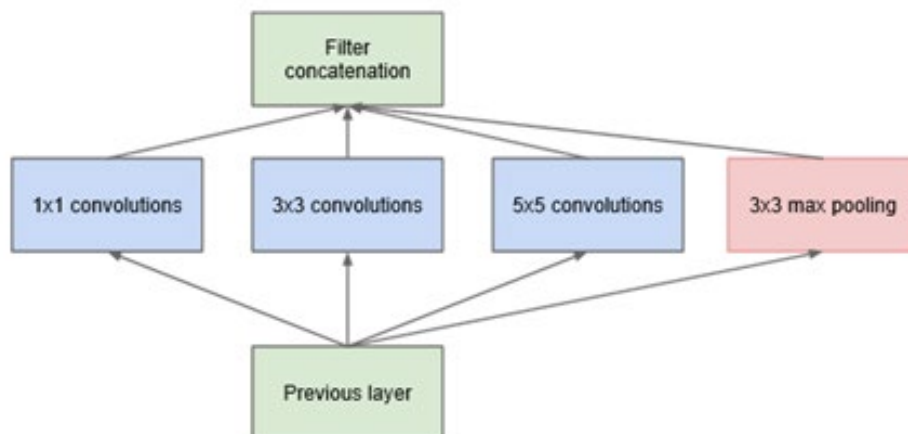 Filter
concatenation
1x1 convolutions
3x3 convolutions
5x5 convolutions
3x3 max pooling
Previous layer